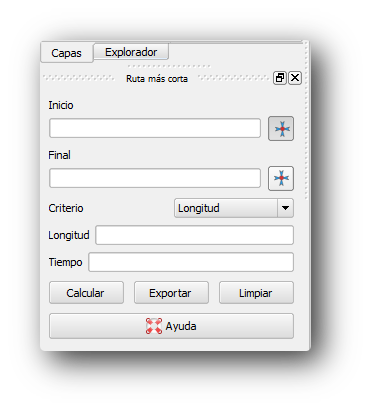 Capas Explorador
Ruta más corta
Inicio
Final
Criterio Longitud
Longitud
Tiempo
Calcular Exportar Limpiar
Ayuda